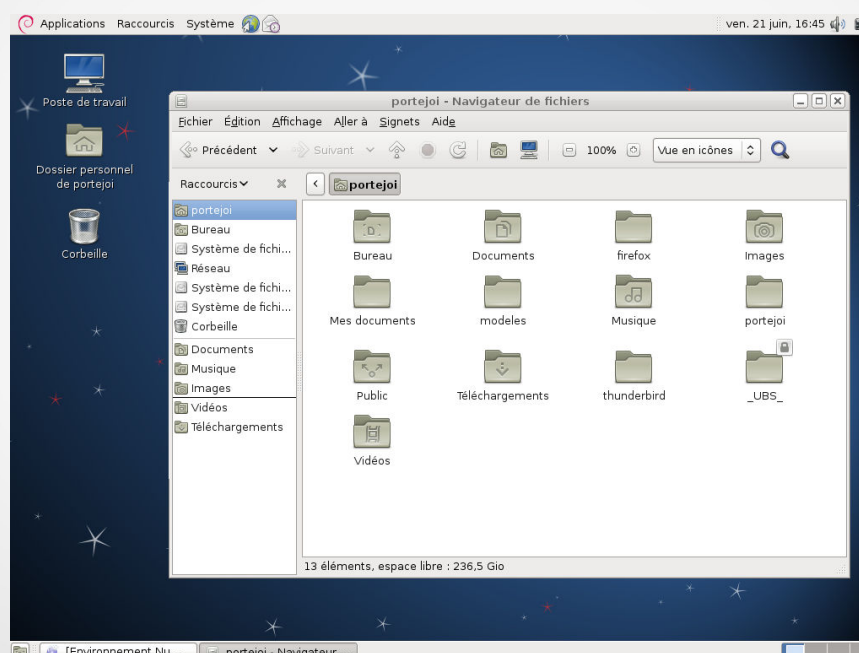 Applications Raccourcis Système
ven. 21 juin, 16:45
Poste de travail
Dossier personnel
de portejoi
Corbeille
portejoi - Navigateur de fichiers
Fichier Édition Affichage Aller à Signets Aide
Précédent Suivant 100% Vue en icônes
Raccourcis
portejoi
portejoi
Bureau
Système de fichi...
Réseau
Système de fichi...
Système de fichi...
Corbeille
Documents
Musique
Images
Vidéos
Téléchargements
Bureau Documents firefox Images
Mes documents modeles Musique portejoi
Public Téléchargements thunderbird _UBS_
Vidéos
13 éléments, espace libre : 236,5 Gio
[Environnement Nu... portejoi - Navigateur...